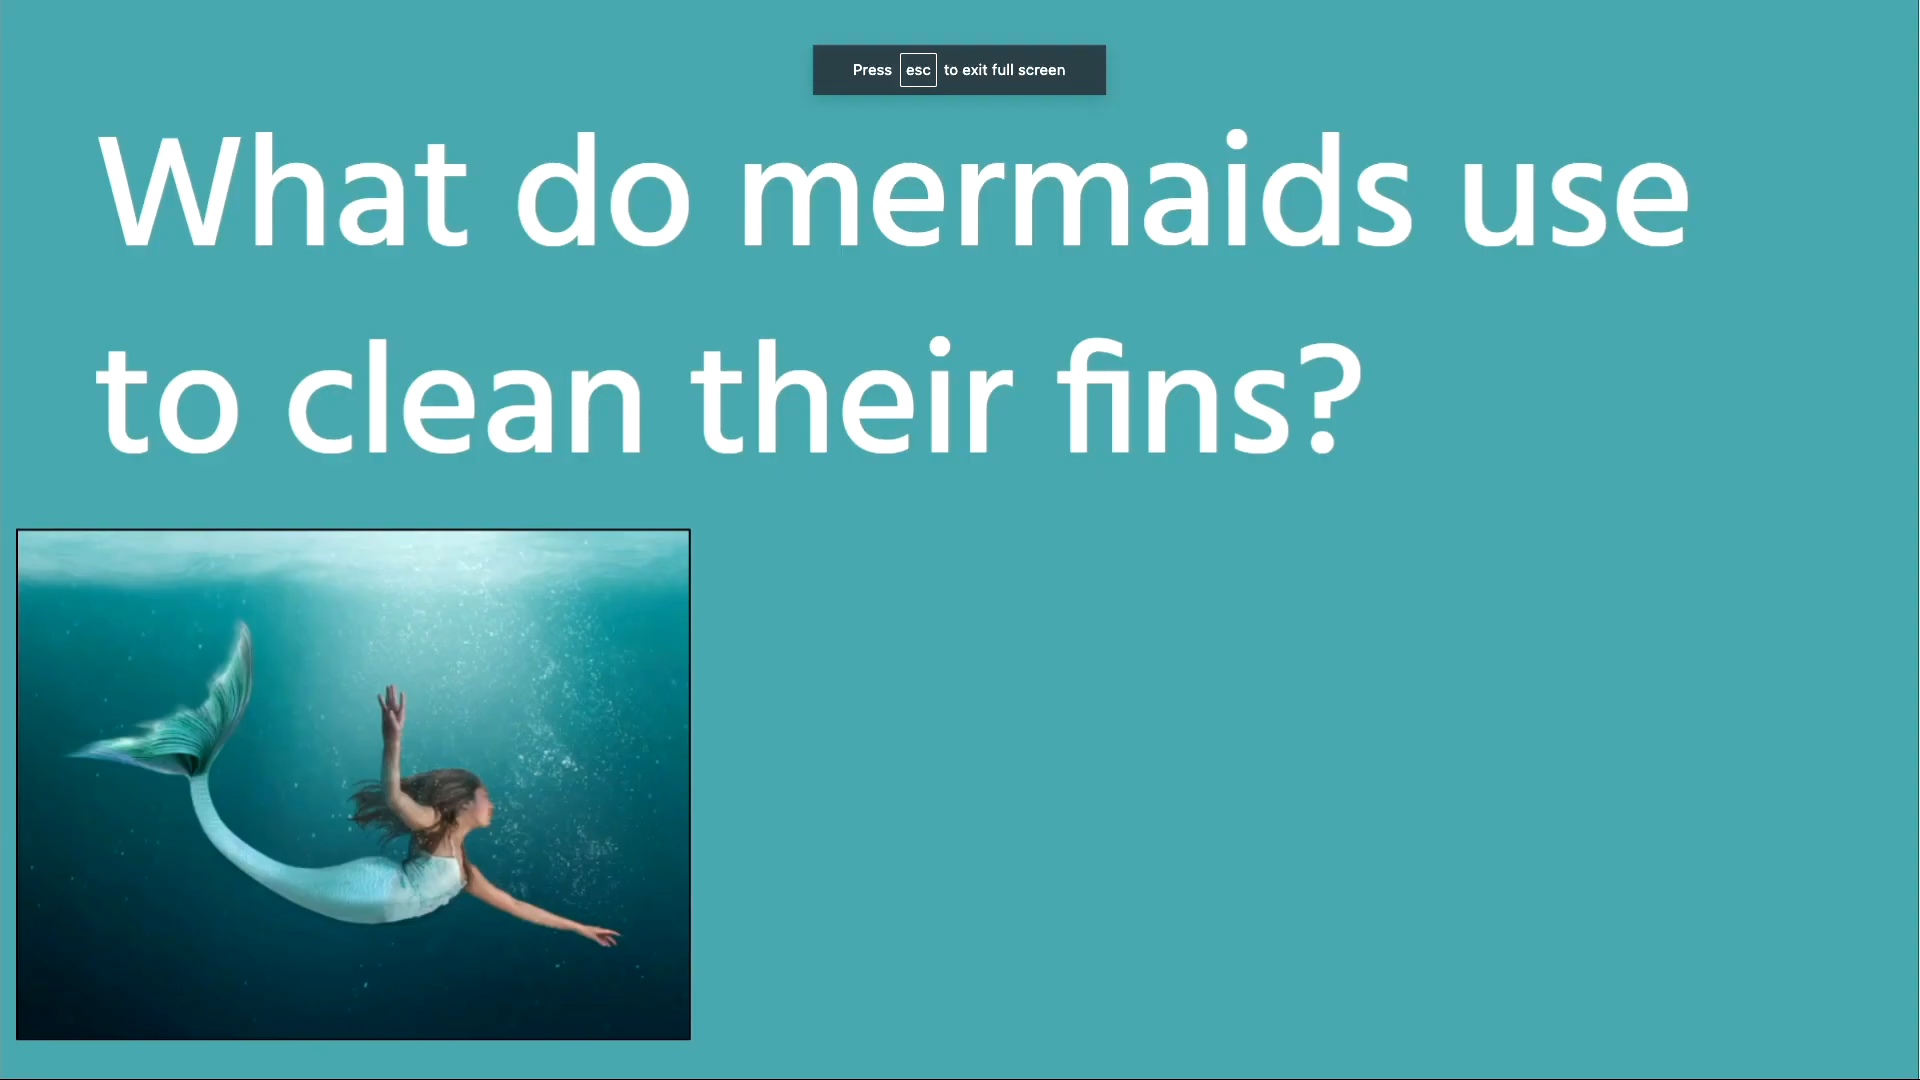 Press esc to exit full screen
What do mermaids use
to clean their fins?